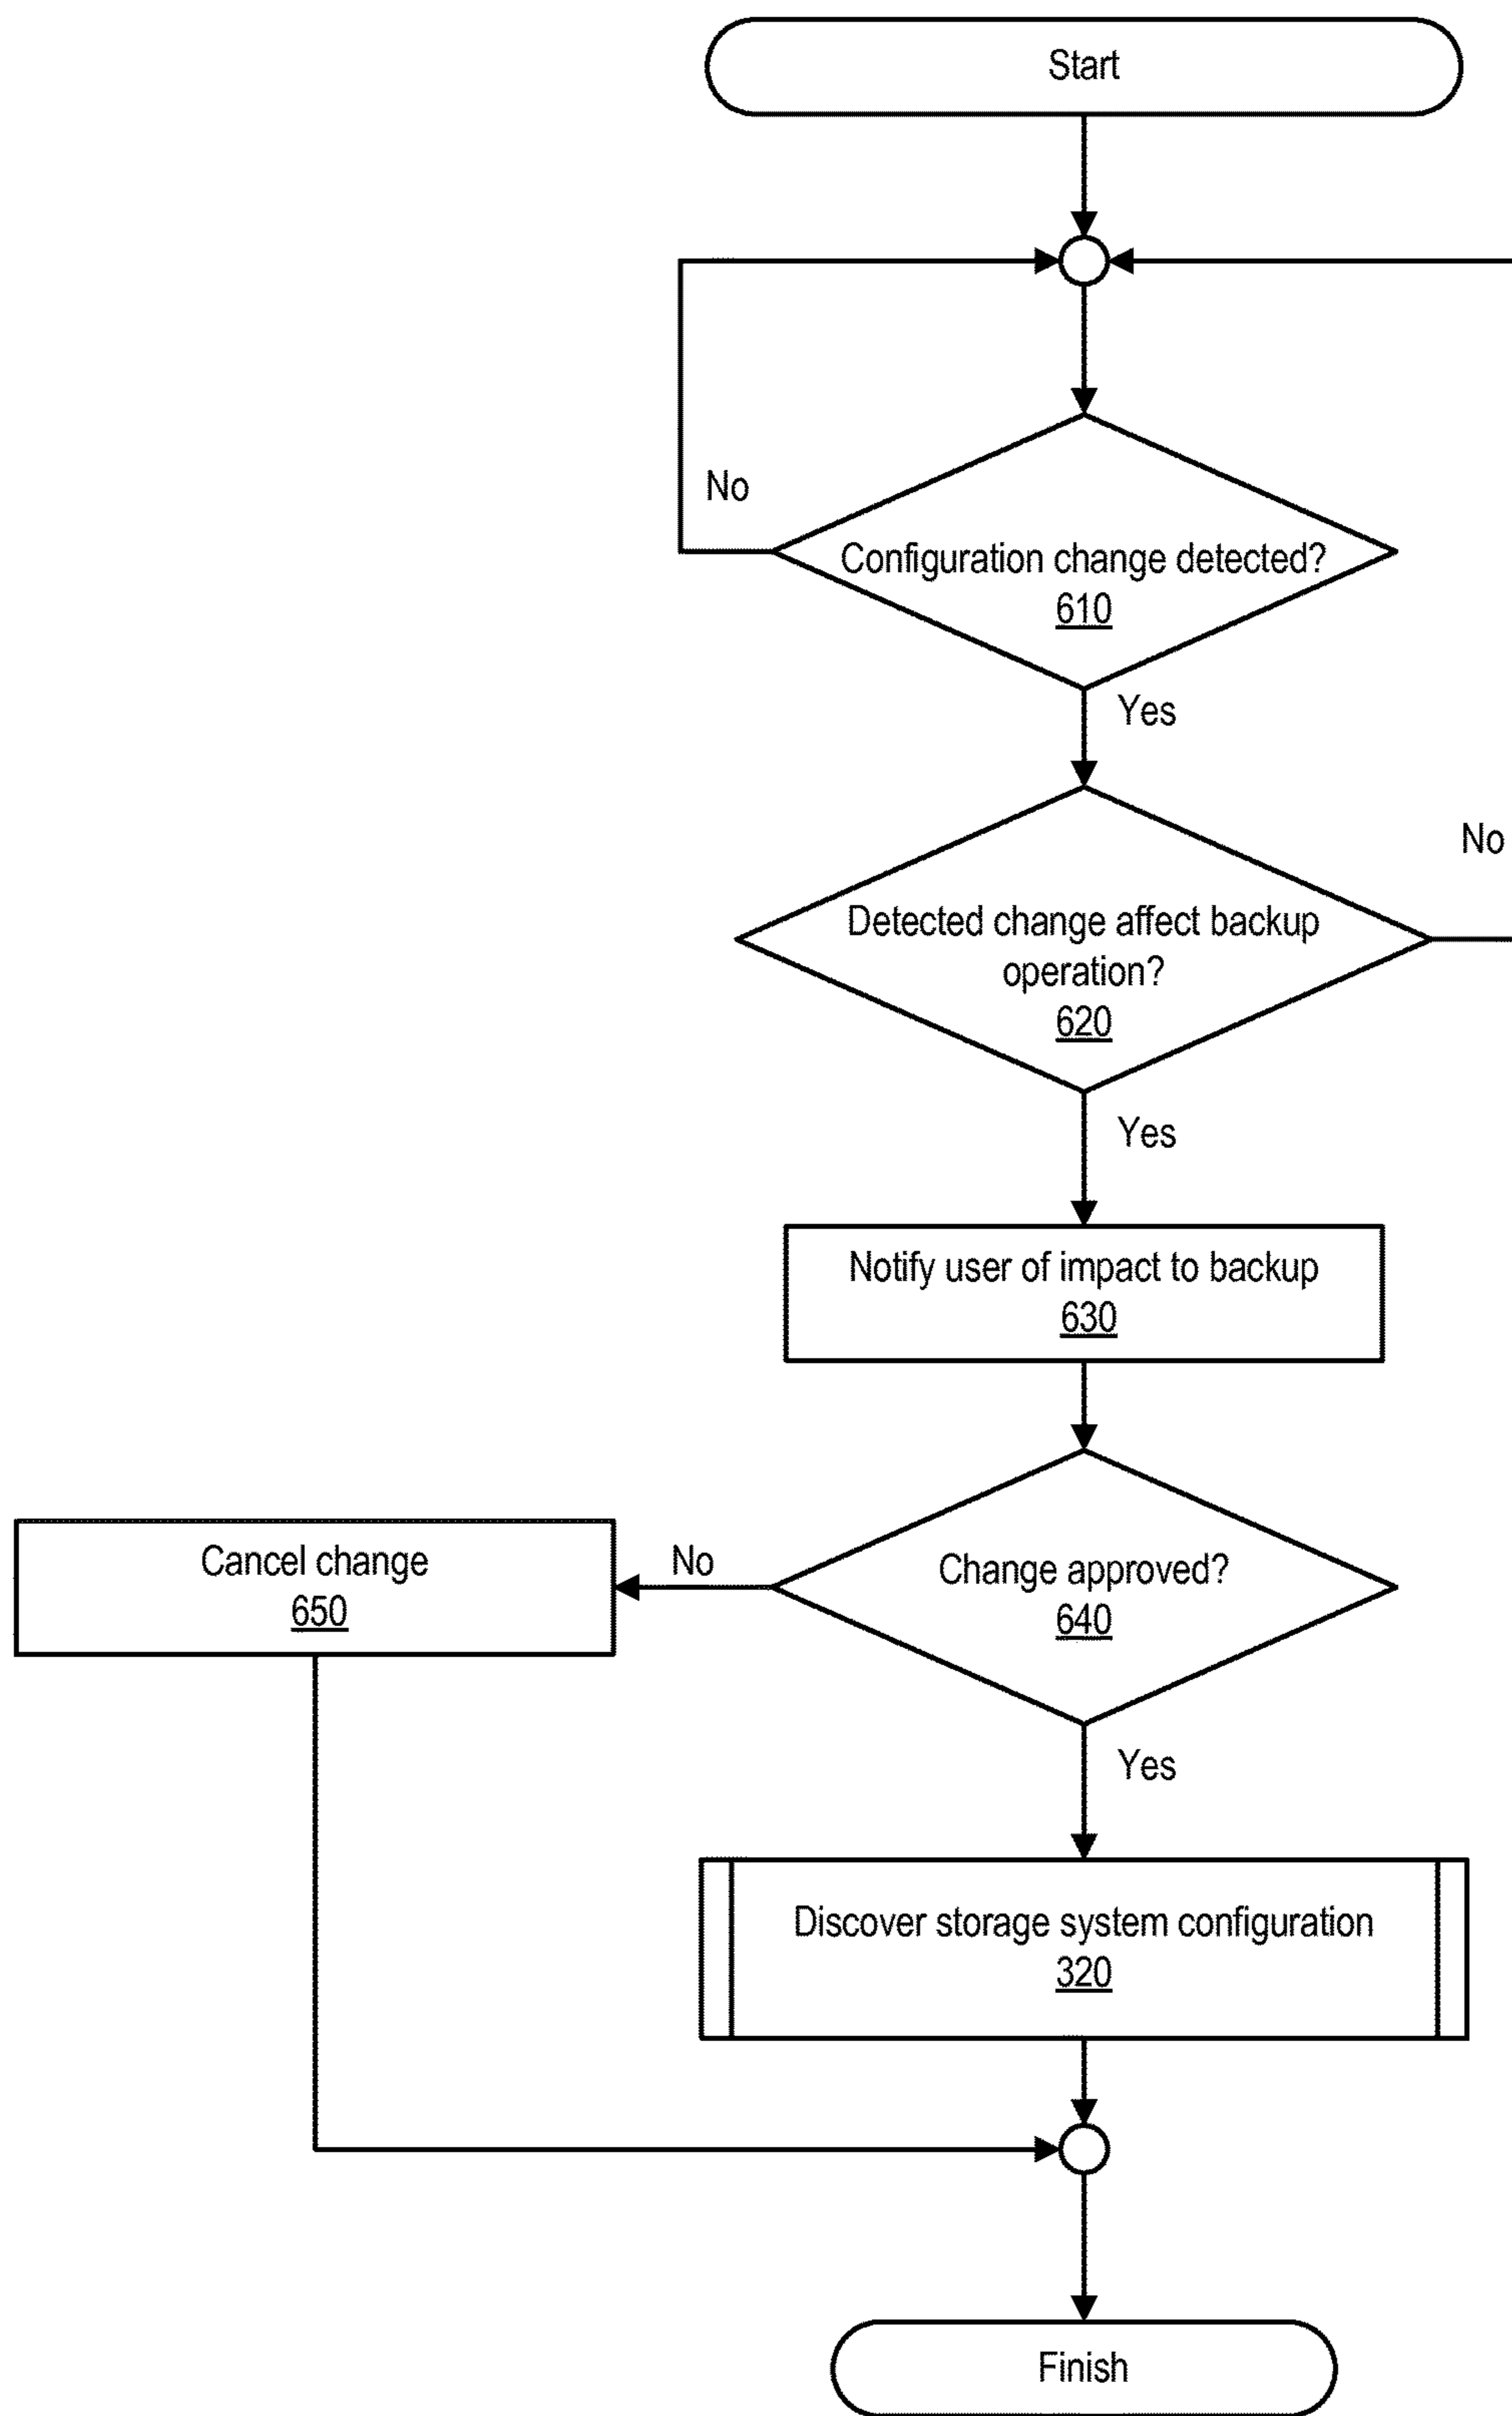 Start
No
Configuration change detected?
610
Yes
No
Detected change affect backup
operation?
620
Yes
Notify user of impact to backup
630
Cancel change
650
No
Change approved?
640
Yes
Discover storage system configuration
320
Finish